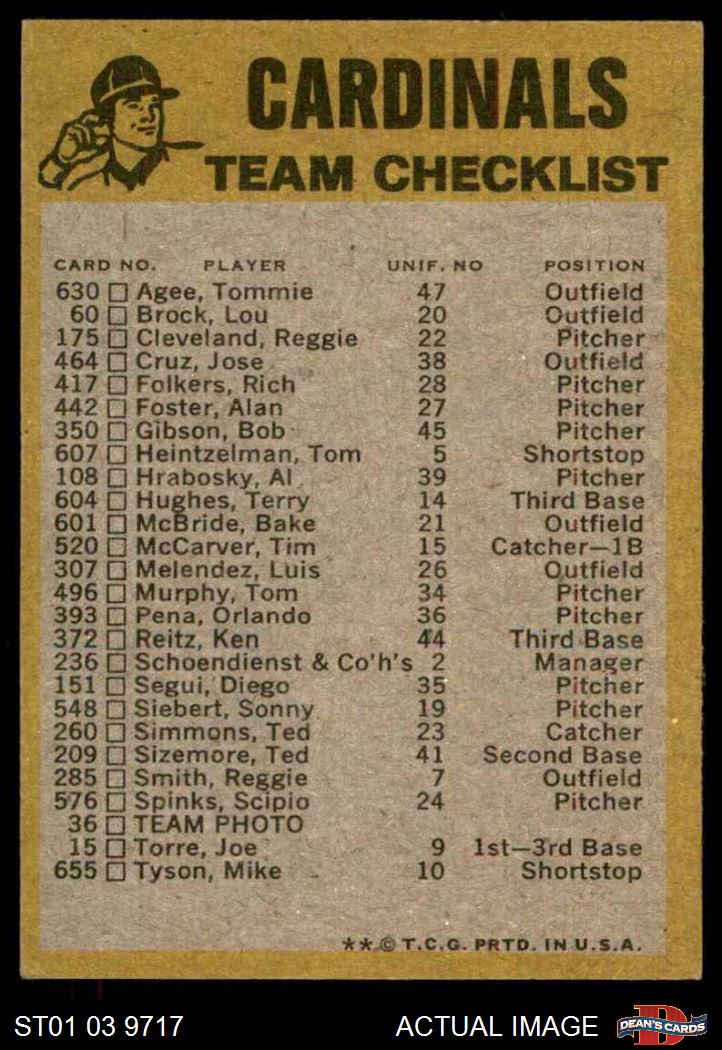 CARDINALS
TEAM CHECKLIST
CARD NO. PLAYER UNIF. NO POSITION
630 Agee, Tommie 47 Outfield
60 Brock, Lou 20 Outfield
175 Cleveland, Reggie 22 Pitcher
464 Cruz, Jose 38 Outfield
417 Folkers, Rich 28 Pitcher
442 Foster, Alan 27 Pitcher
350 Gibson, Bob 45 Pitcher
607 Heintzelman, Tom 5 Shortstop
108 Hrabosky, Al 39 Pitcher
604 Hughes, Terry 14 Third Base
601 McBride, Bake 21 Outfield
520 McCarver, Tim 15 Catcher—1B
307 Melendez, Luis 26 Outfield
496 Murphy, Tom 34 Pitcher
393 Pena, Orlando 36 Pitcher
372 Reitz, Ken 44 Third Base
236 Schoendienst & Co'h's 2 Manager
151 Segui, Diego 35 Pitcher
548 Siebert, Sonny 19 Pitcher
260 Simmons, Ted 23 Catcher
209 Sizemore, Ted 41 Second Base
285 Smith, Reggie 7 Outfield
576 Spinks, Scipio 24 Pitcher
36 TEAM PHOTO
15 Torre, Joe 9 1st—3rd Base
655 Tyson, Mike 10 Shortstop
**© T.C.G. PRTD. IN U.S.A.
ST01 03 9717 ACTUAL IMAGE DEAN'S CARDS